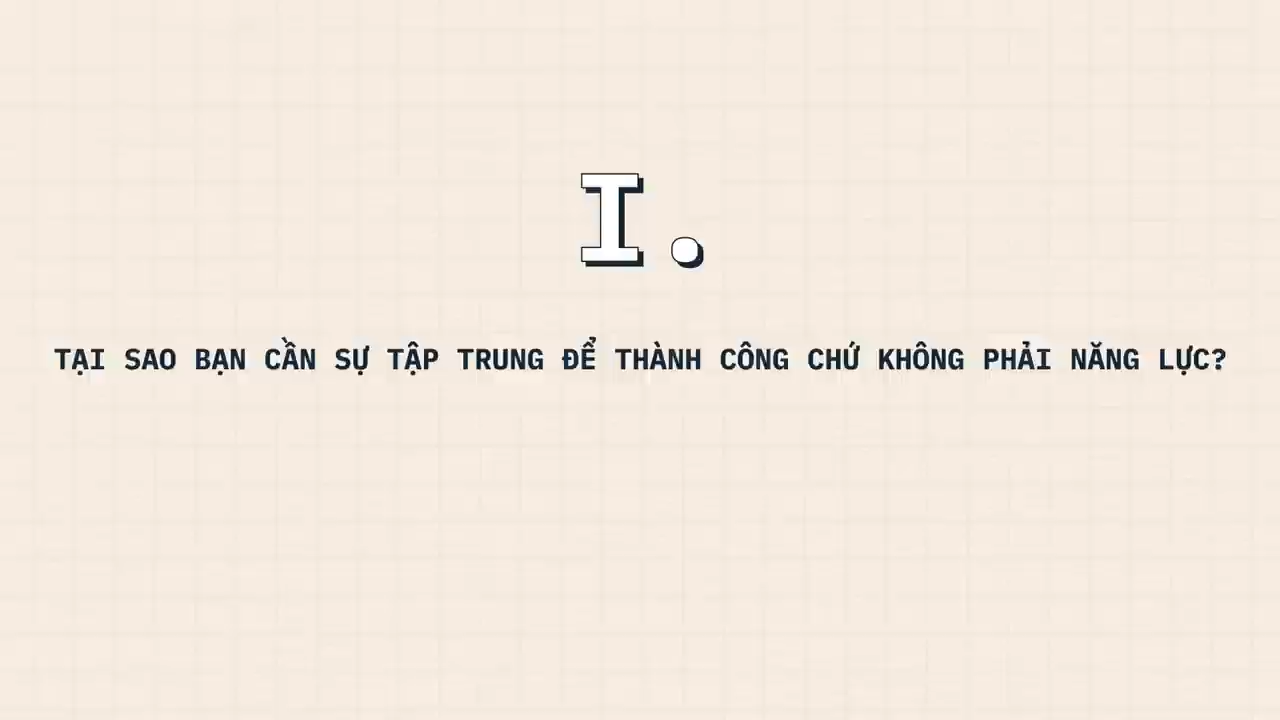 I.
TẠI SAO BẠN CẦN SỰ TẬP TRUNG ĐỂ THÀNH CÔNG CHỨ KHÔNG PHẢI NĂNG LỰC?